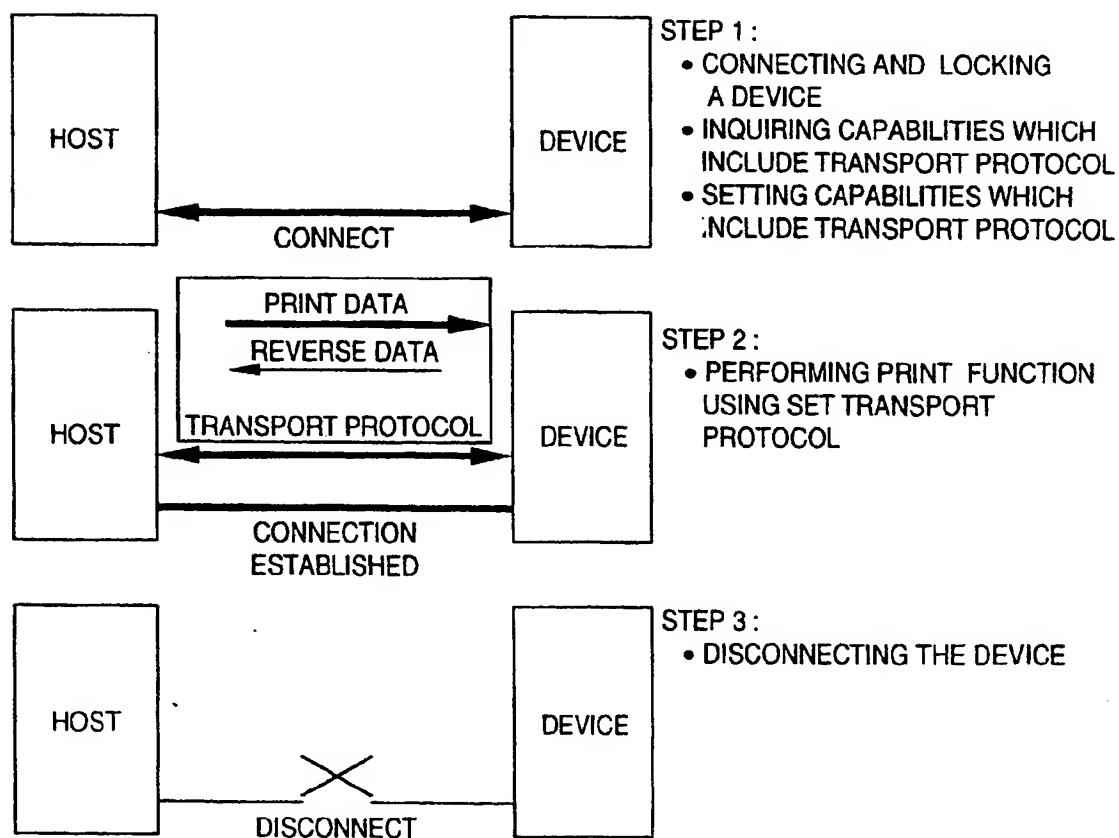 STEP 1 :
• CONNECTING AND LOCKING
A DEVICE
• INQUIRING CAPABILITIES WHICH
INCLUDE TRANSPORT PROTOCOL
• SETTING CAPABILITIES WHICH
INCLUDE TRANSPORT PROTOCOL
HOST
DEVICE
CONNECT
PRINT DATA
REVERSE DATA
TRANSPORT PROTOCOL
HOST
DEVICE
CONNECTION
ESTABLISHED
STEP 2 :
• PERFORMING PRINT FUNCTION
USING SET TRANSPORT
PROTOCOL
STEP 3 :
• DISCONNECTING THE DEVICE
HOST
DEVICE
DISCONNECT